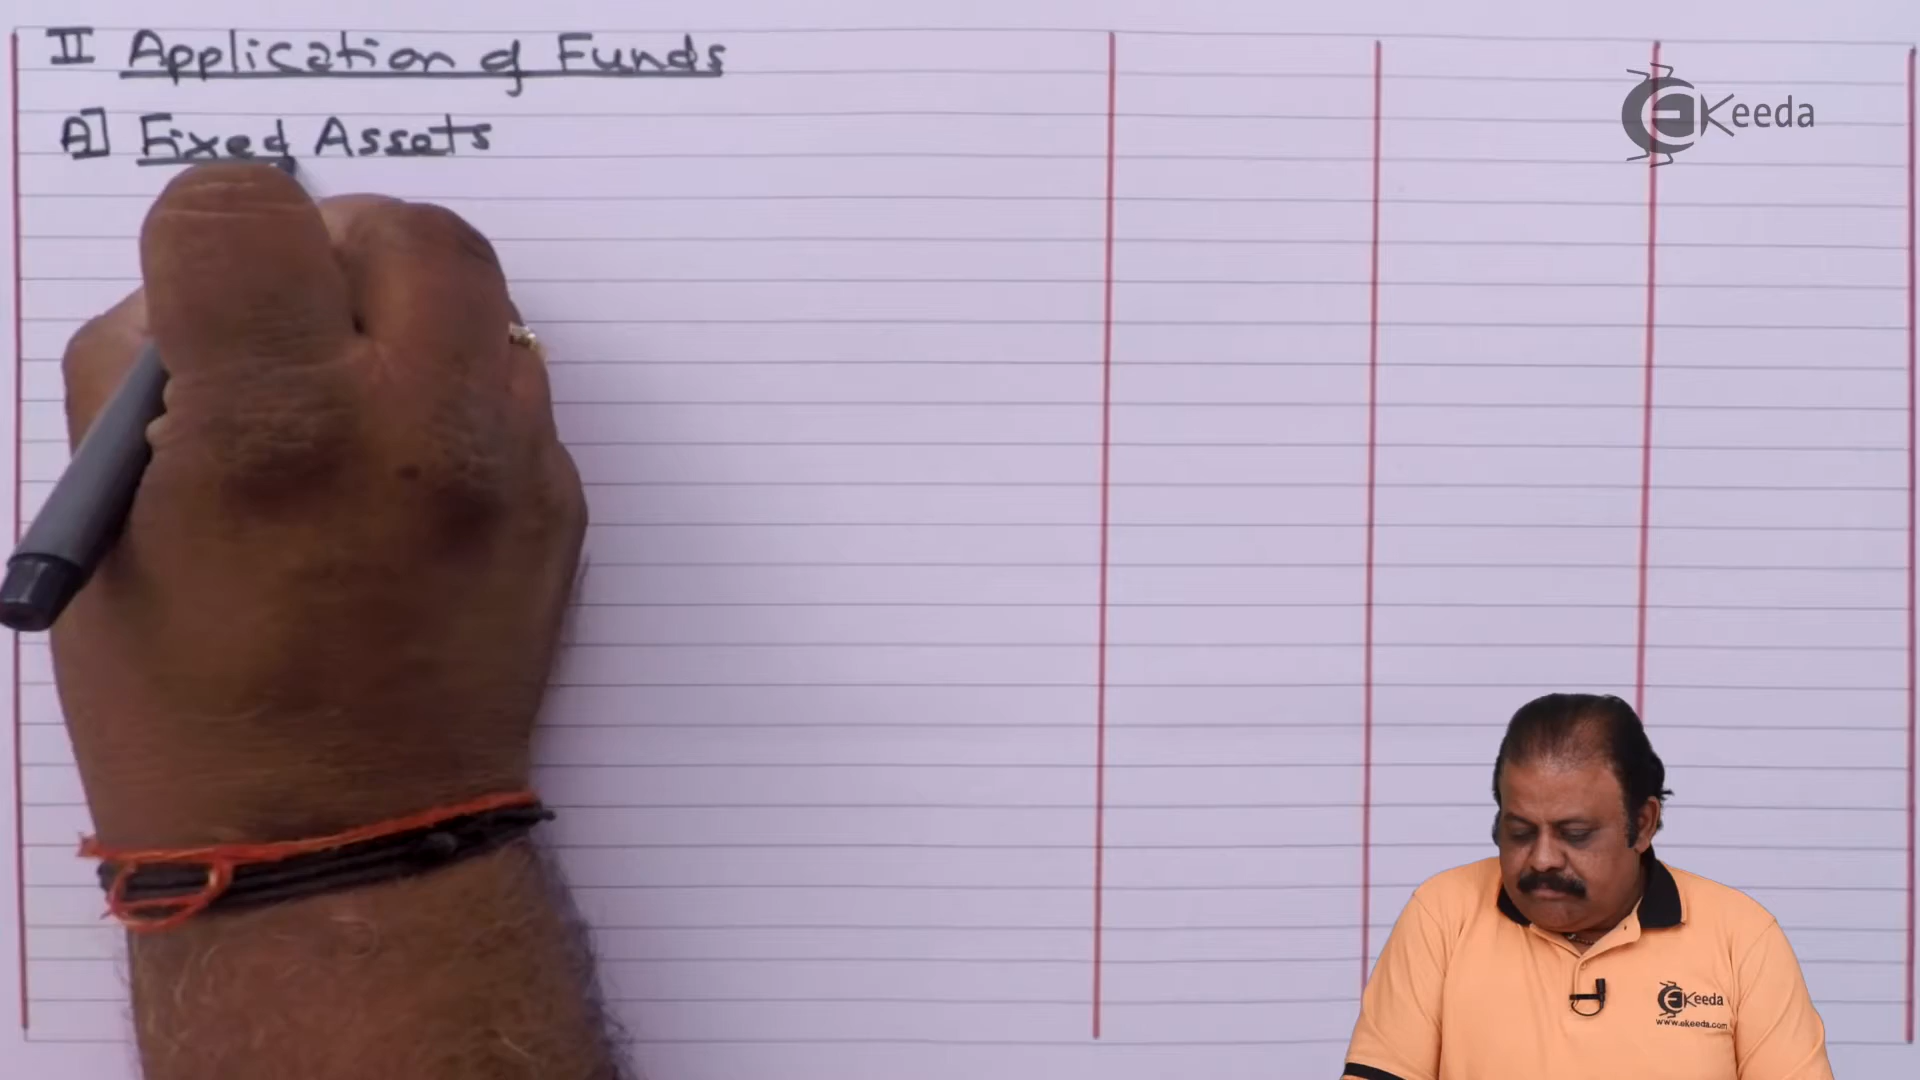 II Application of Funds
A] Fixed Assets
EKeeda
EKeeda
www.ekeeda.com